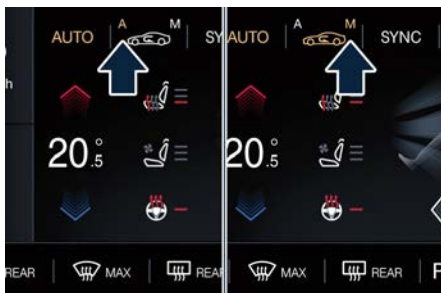 AUTO A M SY
h
20.5°
REAR MAX REAR
AUTO A M SYNC
20.5°
MAX REAR F